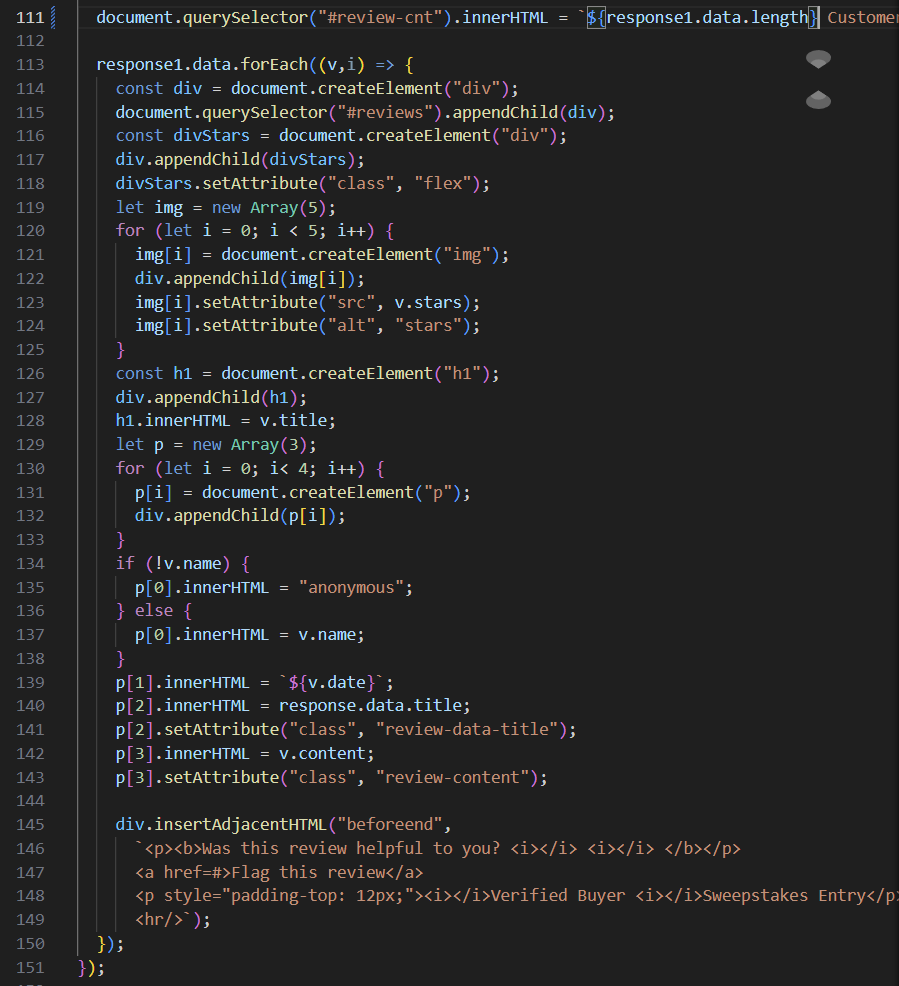 111 document.querySelector("#review-cnt").innerHTML = `${response1.data.length} Customer
112
113 response1.data.forEach((v,i) => {
114 const div = document.createElement("div");
115 document.querySelector("#reviews").appendChild(div);
116 const divStars = document.createElement("div");
117 div.appendChild(divStars);
118 divStars.setAttribute("class", "flex");
119 let img = new Array(5);
120 for (let i = 0; i < 5; i++) {
121 img[i] = document.createElement("img");
122 div.appendChild(img[i]);
123 img[i].setAttribute("src", v.stars);
124 img[i].setAttribute("alt", "stars");
125 }
126 const h1 = document.createElement("h1");
127 div.appendChild(h1);
128 h1.innerHTML = v.title;
129 let p = new Array(3);
130 for (let i = 0; i< 4; i++) {
131 p[i] = document.createElement("p");
132 div.appendChild(p[i]);
133 }
134 if (!v.name) {
135 p[0].innerHTML = "anonymous";
136 } else {
137 p[0].innerHTML = v.name;
138 }
139 p[1].innerHTML = `${v.date}`;
140 p[2].innerHTML = response.data.title;
141 p[2].setAttribute("class", "review-data-title");
142 p[3].innerHTML = v.content;
143 p[3].setAttribute("class", "review-content");
144
145 div.insertAdjacentHTML("beforeend",
146 `<p><b>Was this review helpful to you? <i></i> <i></i> </b></p>
147 <a href=#>Flag this review</a>
148 <p style="padding-top: 12px;"><i></i>Verified Buyer <i></i>Sweepstakes Entry</p>
149 <hr/>`);
150 });
151 });